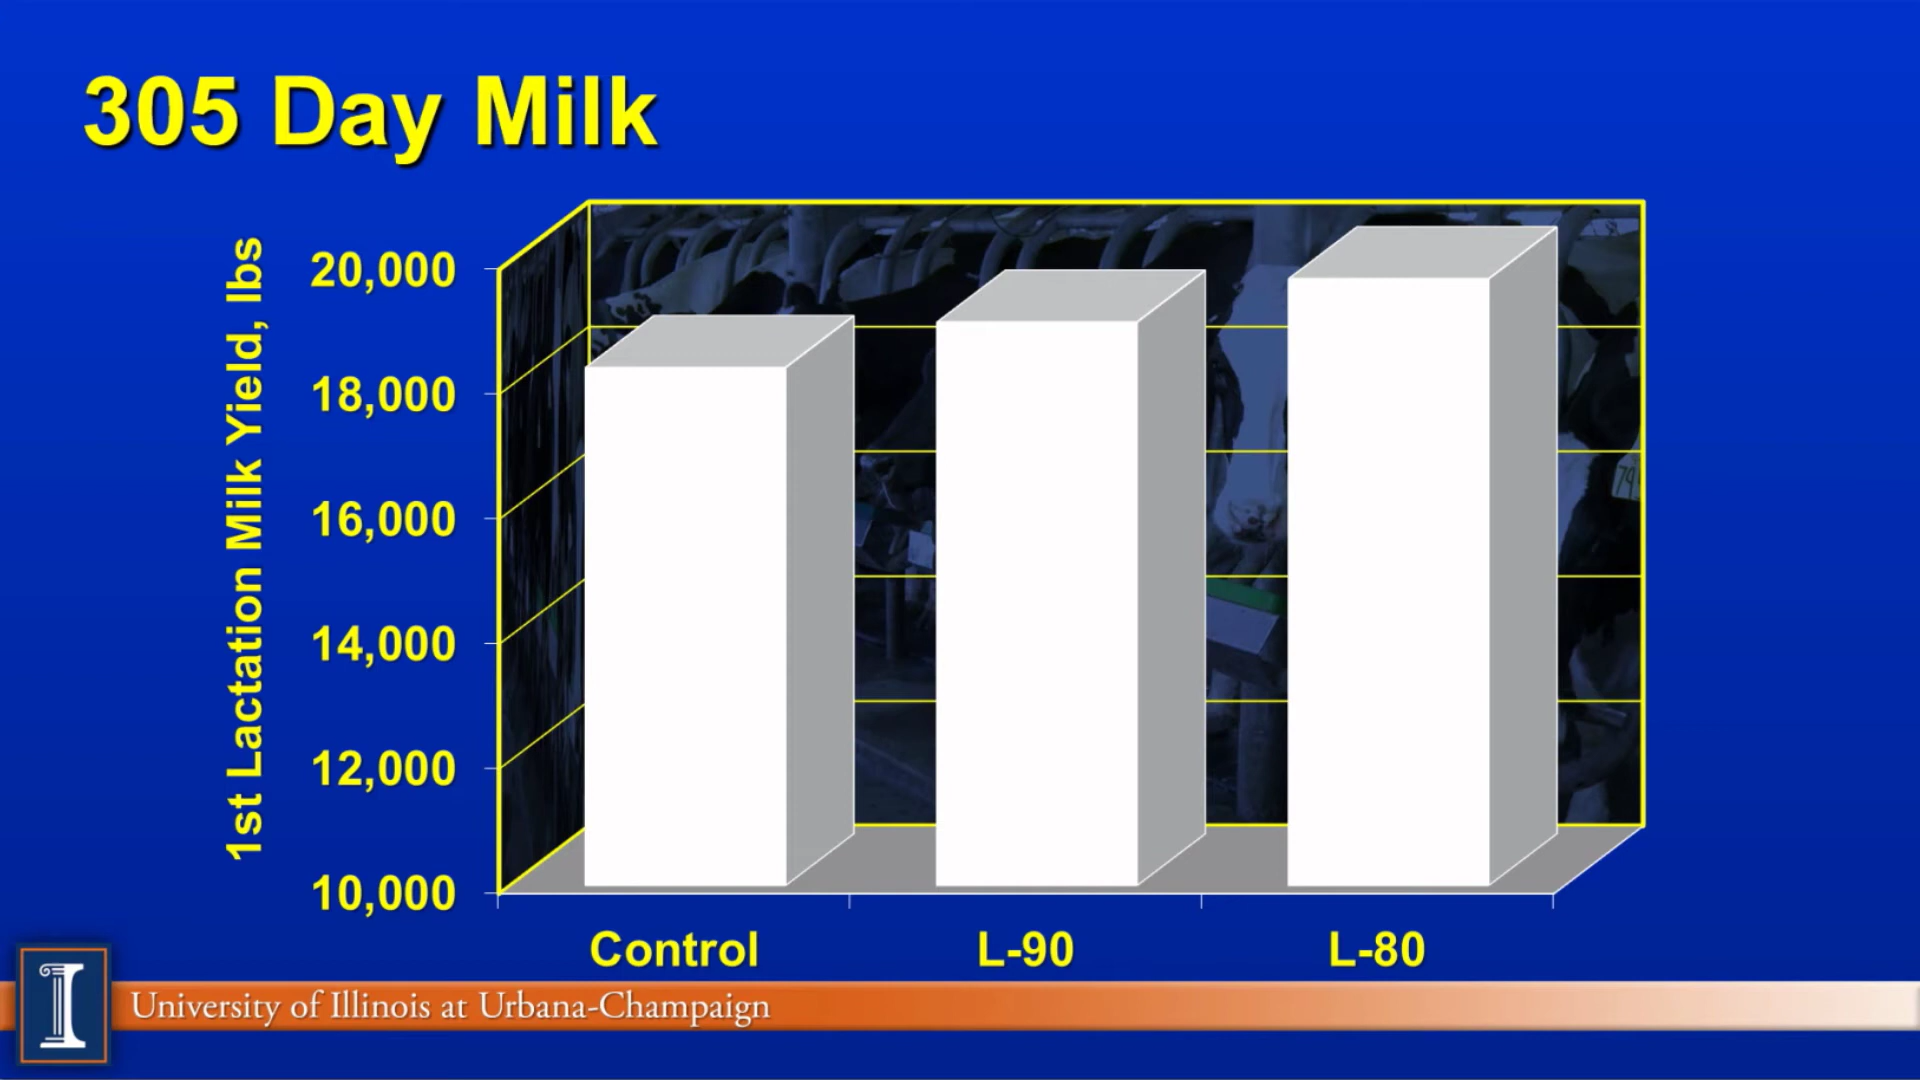 305 Day Milk
1st Lactation Milk Yield, lbs
20,000
18,000
16,000
14,000
12,000
10,000
Control
L-90
L-80
79
University of Illinois at Urbana-Champaign